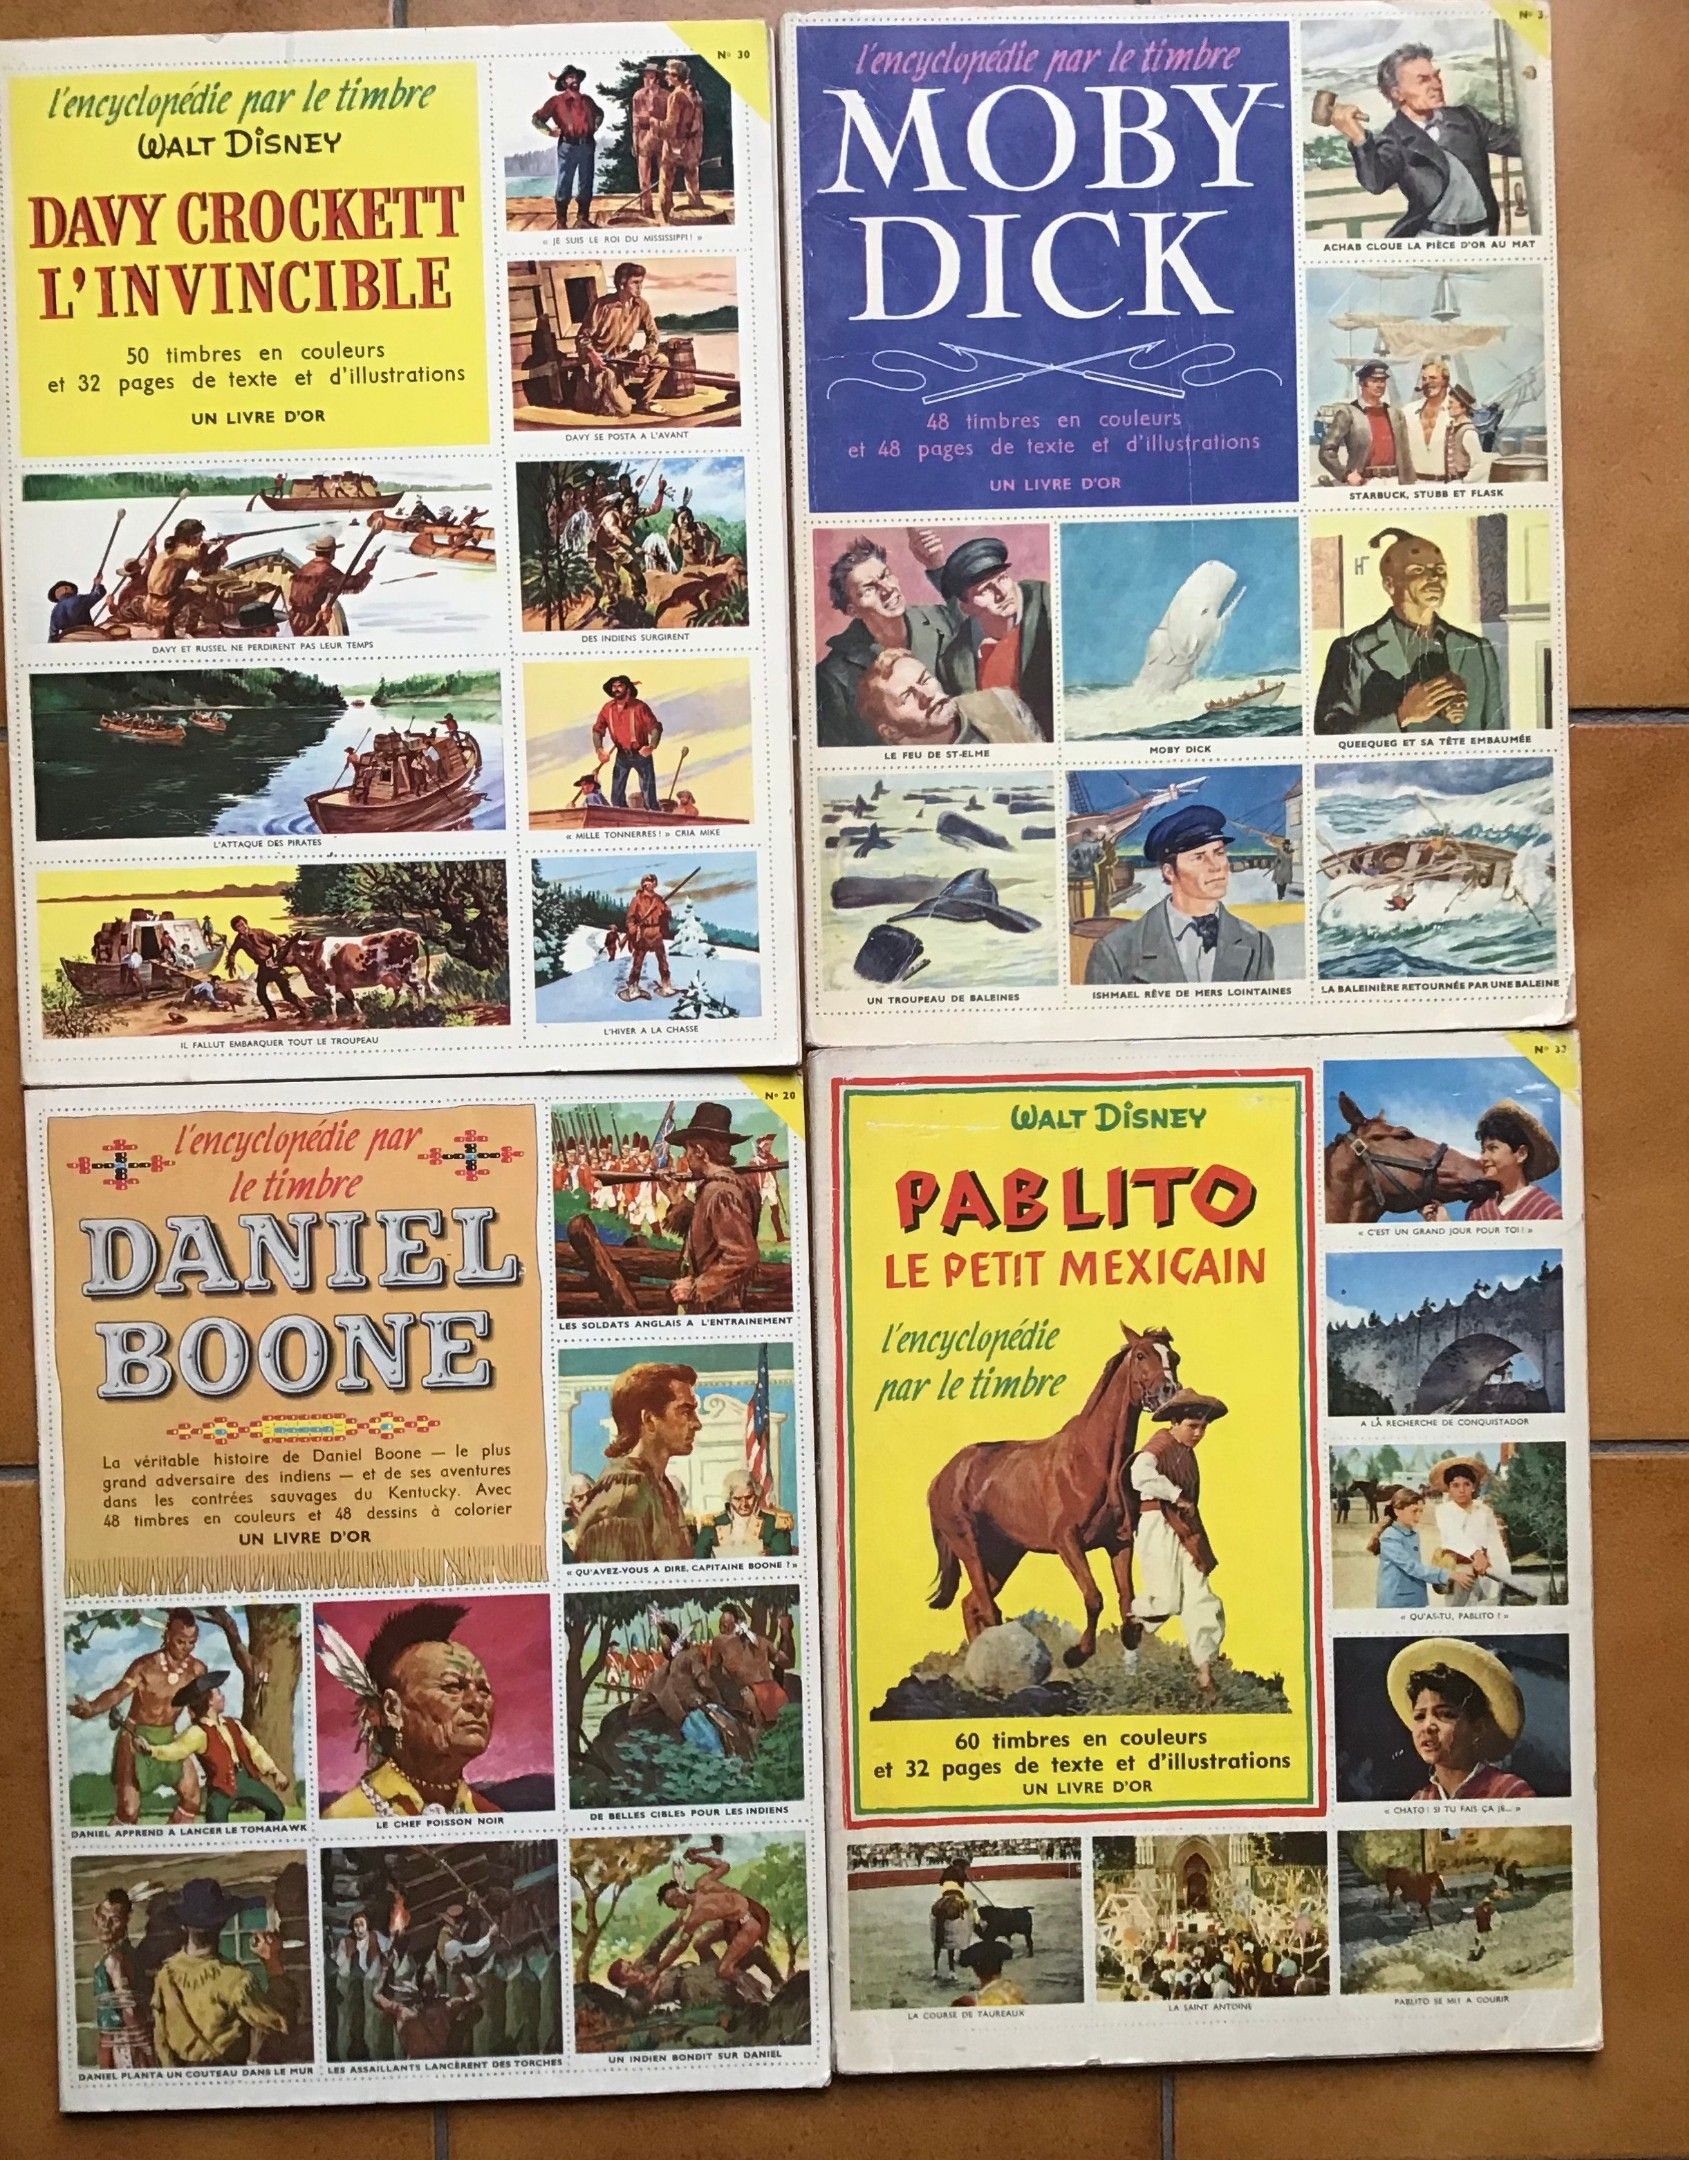 l'encyclopédie par le timbre
WALT DISNEY
DAVY CROCKETT
L'INVINCIBLE
50 timbres en couleurs
et 32 pages de texte et d'illustrations
UN LIVRE D'OR
N° 30
« JE SUIS LE ROI DU MISSISSIPPI ! »
DAVY SE POSTA A L'AVANT
DAVY ET RUSSEL NE PERDIRENT PAS LEUR TEMPS
DES INDIENS SURGIRENT
L'ATTAQUE DES PIRATES
« MILLE TONNERRES ! » CRIA MIKE
IL FALLUT EMBARQUER TOUT LE TROUPEAU
L'HIVER A LA CHASSE
l'encyclopédie par le timbre
MOBY
DICK
48 timbres en couleurs
et 48 pages de texte et d'illustrations
UN LIVRE D'OR
N° 3
ACHAB CLOUE LA PIÈCE D'OR AU MAT
STARBUCK, STUBB ET FLASK
LE FEU DE ST-ELME
MOBY DICK
QUEEQUEG ET SA TÊTE EMBAUMÉE
UN TROUPEAU DE BALEINES
ISHMAEL RÊVE DE MERS LOINTAINES
LA BALEINIÈRE RETOURNÉE PAR UNE BALEINE
l'encyclopédie par
le timbre
DANIEL
BOONE
La véritable histoire de Daniel Boone — le plus
grand adversaire des indiens — et de ses aventures
dans les contrées sauvages du Kentucky. Avec
48 timbres en couleurs et 48 dessins à colorier
UN LIVRE D'OR
N° 20
LES SOLDATS ANGLAIS A L'ENTRAINEMENT
« QU'AVEZ-VOUS A DIRE, CAPITAINE BOONE ? »
DANIEL APPREND A LANCER LE TOMAHAWK
LE CHEF POISSON NOIR
DE BELLES CIBLES POUR LES INDIENS
DANIEL PLANTA UN COUTEAU DANS LE MUR
LES ASSAILLANTS LANCÈRENT DES TORCHES
UN INDIEN BONDIT SUR DANIEL
WALT DISNEY
PABLITO
LE PETIT MEXICAIN
l'encyclopédie
par le timbre
60 timbres en couleurs
et 32 pages de texte et d'illustrations
UN LIVRE D'OR
N°
« C'EST UN GRAND JOUR POUR TOI ! »
A LA RECHERCHE DE CONQUISTADOR
« QU'AS-TU, PABLITO ? »
« CHATO ! SI TU FAIS ÇA JE... »
LA COURSE DE TAUREAUX
LA SAINT ANTOINE
PABLITO SE MIT A COURIR